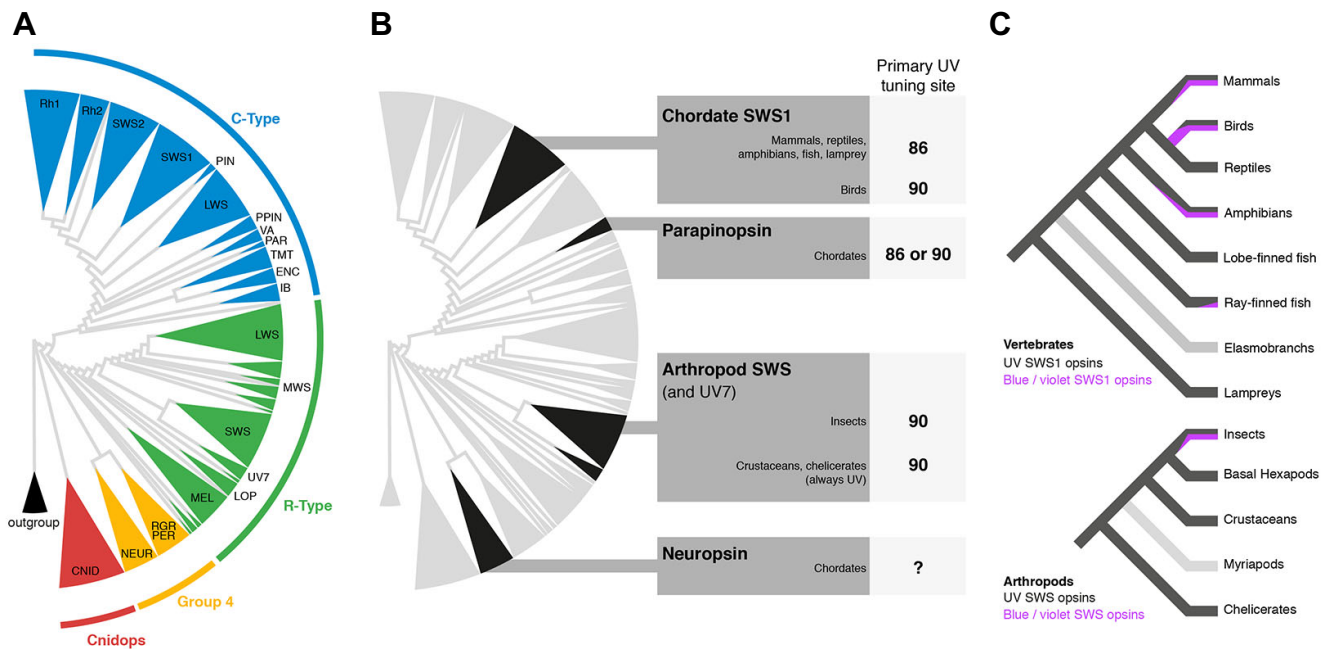 A
Rh1
Rh2
SWS2
C-Type
SWS1
PIN
LWS
PPIN
VA
PAR
TMT
ENC
IB
LWS
MWS
SWS
UV7
LOP
MEL
R-Type
RGR
PER
NEUR
CNID
outgroup
Group 4
Cnidops
B
Primary UV
tuning site
Chordate SWS1
Mammals, reptiles,
amphibians, fish, lamprey
86
Birds
90
Parapinopsin
Chordates
86 or 90
Arthropod SWS
(and UV7)
Insects
90
Crustaceans, chelicerates
(always UV)
90
Neuropsin
Chordates
?
C
Mammals
Birds
Reptiles
Amphibians
Lobe-finned fish
Ray-finned fish
Elasmobranchs
Lampreys
Vertebrates
UV SWS1 opsins
Blue / violet SWS1 opsins
Insects
Basal Hexapods
Crustaceans
Myriapods
Chelicerates
Arthropods
UV SWS opsins
Blue / violet SWS opsins